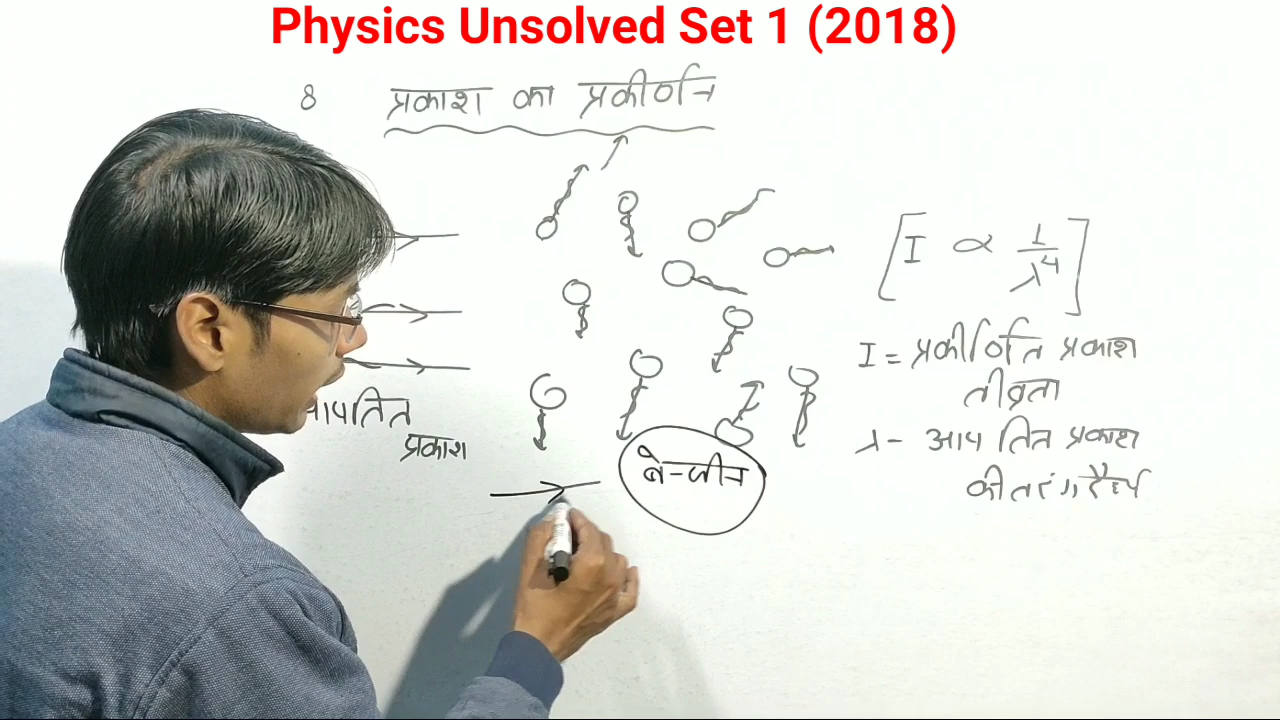 Physics Unsolved Set 1 (2018)
8 प्रकाश का प्रकीर्णन
[I ∝ 1/λ⁴]
I = प्रकीर्णित प्रकाश
तीव्रता
λ - आपतित प्रकाश
की तरंगदैर्ध्य
प्रकाश
बेन्जीन